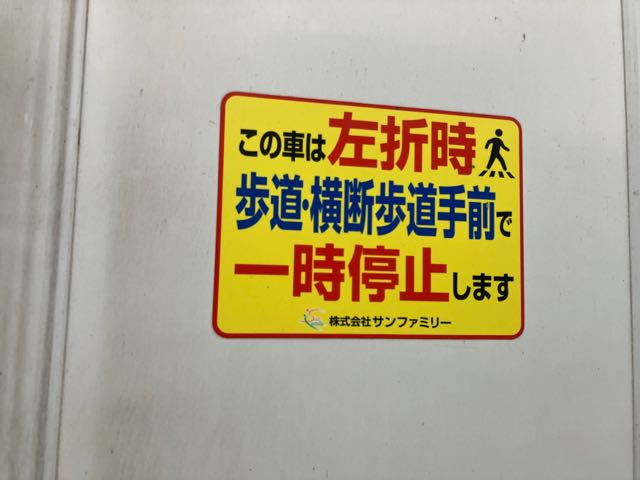 この車は左折時
歩道・横断歩道手前で
一時停止します
株式会社サンファミリー